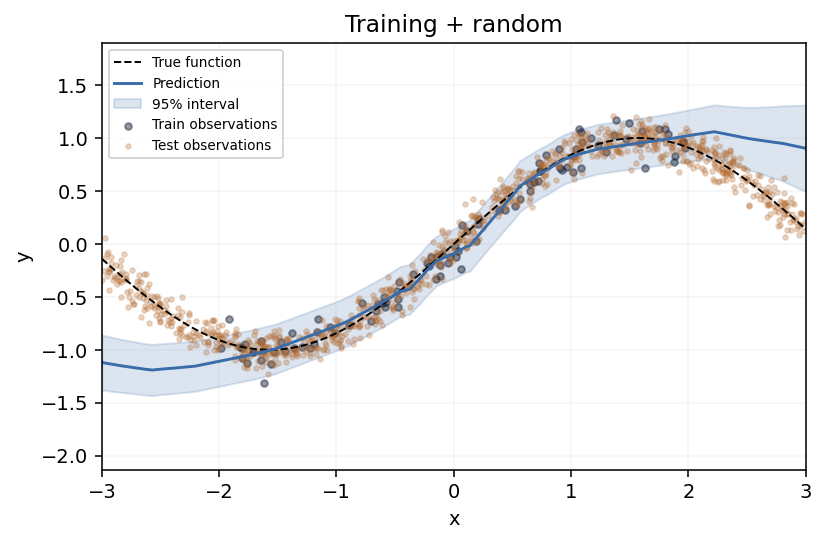 Training + random
True function
Prediction
95% interval
Train observations
Test observations
1.5
1.0
0.5
0.0
−0.5
−1.0
−1.5
−2.0
y
−3 −2 −1 0 1 2 3
x